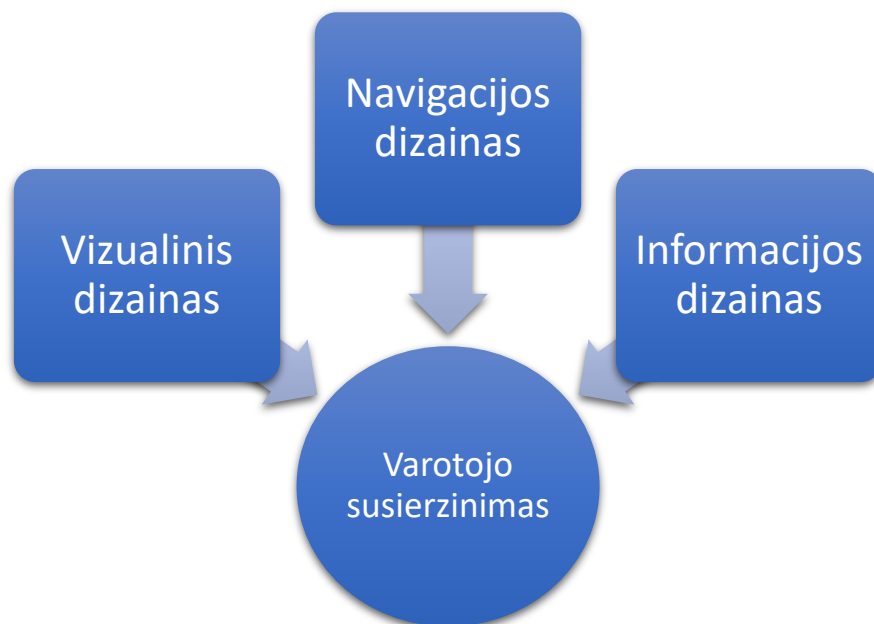 Navigacijos
dizainas
Vizualinis
dizainas
Informacijos
dizainas
Varotojo
susierzinimas